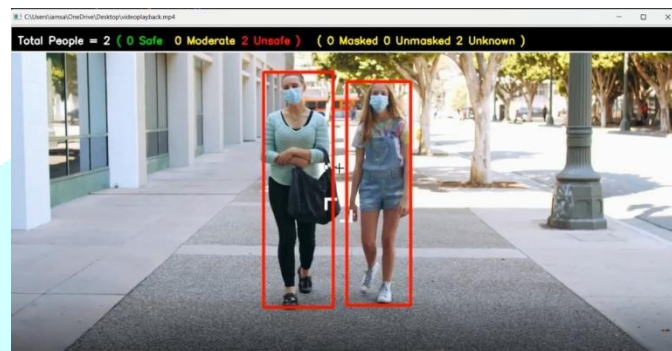 C:\Users\iamsa\OneDrive\Desktop\videoplayback.mp4
Total People = 2 ( 0 Safe 0 Moderate 2 Unsafe ) ( 0 Masked 0 Unmasked 2 Unknown )